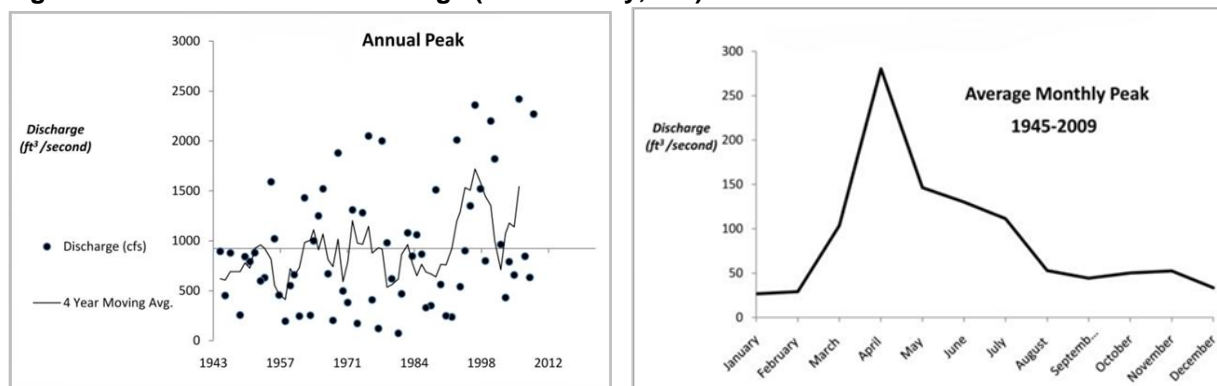 Annual Peak
Discharge
(ft³/second)
3000
2500
2000
1500
1000
500
0
Discharge (cfs)
4 Year Moving Avg.
1943
1957
1971
1984
1998
2012
Average Monthly Peak
1945-2009
Discharge
(ft³/second)
300
250
200
150
100
50
0
January
February
March
April
May
June
July
August
Septemb...
October
November
December